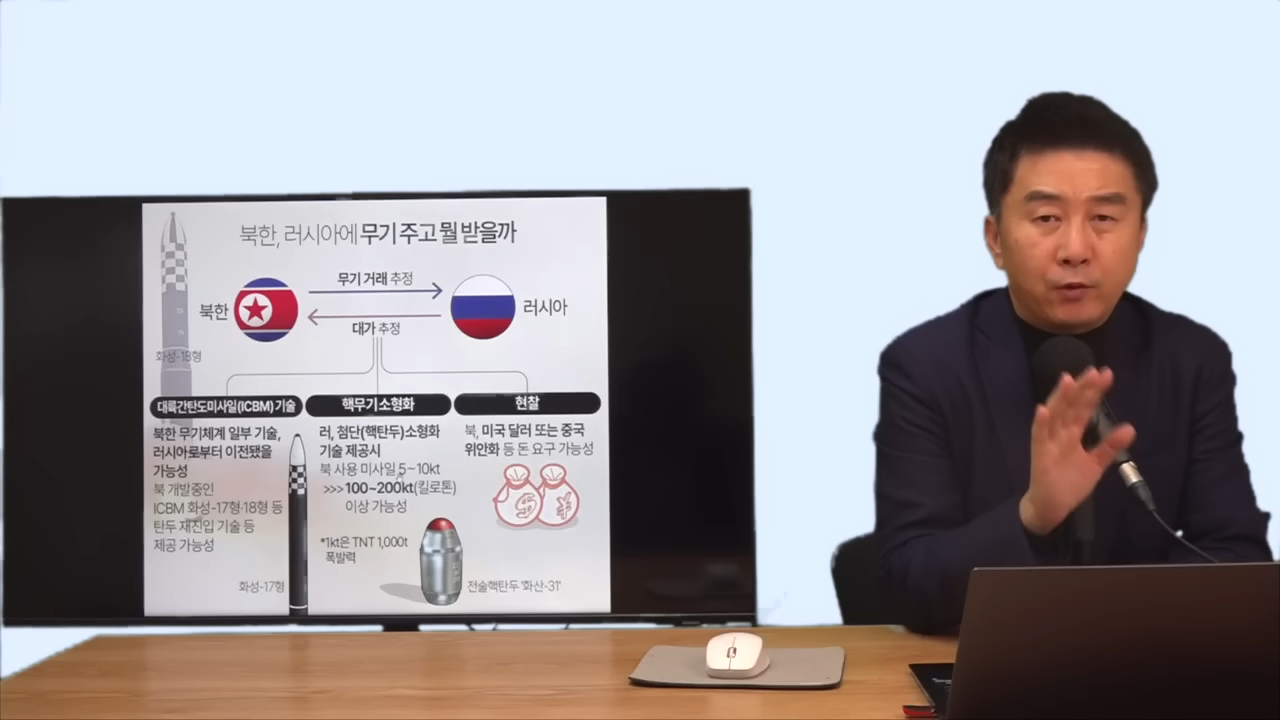 북한, 러시아에 무기 주고 뭘 받을까
무기 거래 추정
북한
러시아
대가 추정
화성-18형
대륙간탄도미사일(ICBM) 기술
북한 무기체계 일부 기술,
러시아로부터 이전됐을
가능성
북 개발중인
ICBM 화성-17형·18형 등
탄두 재진입 기술 등
제공 가능성
화성-17형
핵무기 소형화
러, 첨단(핵탄두)소형화
기술 제공시
북 사용 미사일 5~10kt
>>> 100~200kt(킬로톤)
이상 가능성
*1kt은 TNT 1,000t
폭발력
전술핵탄두 '화산-31'
현찰
북, 미국 달러 또는 중국
위안화 등 돈 요구 가능성
$ ¥